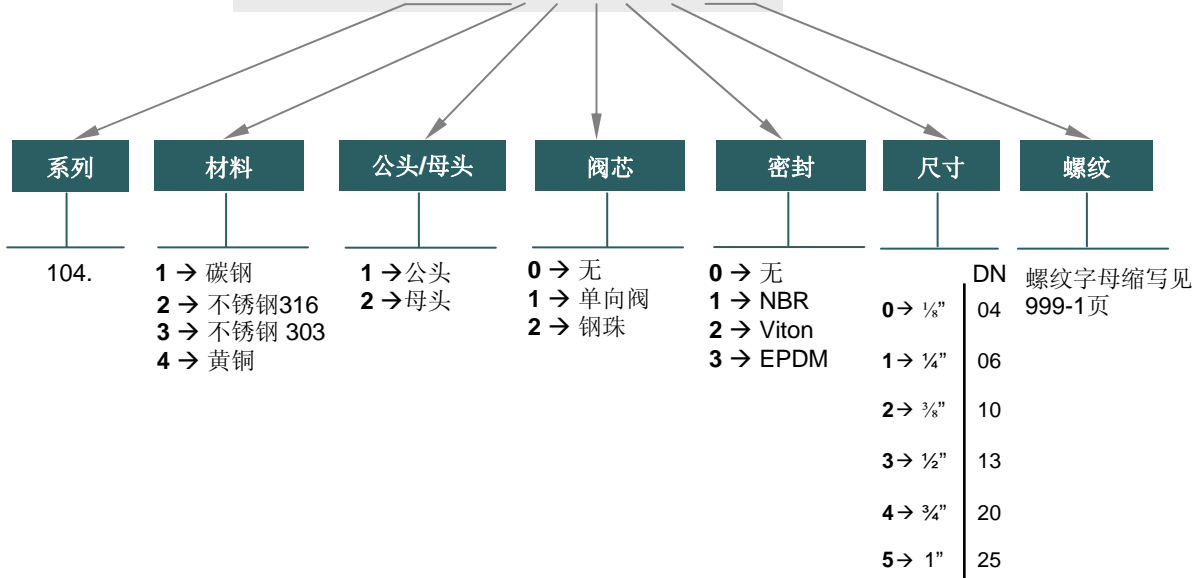 系列
104.
材料
1 → 碳钢
2 → 不锈钢316
3 → 不锈钢 303
4 → 黄铜
公头/母头
1 →公头
2 →母头
阀芯
0 → 无
1 → 单向阀
2 → 钢珠
密封
0 → 无
1 → NBR
2 → Viton
3 → EPDM
尺寸
DN
0→ ⅛” 04
1→ ¼” 06
2→ ⅜” 10
3→ ½” 13
4→ ¾” 20
5→ 1” 25
螺纹
螺纹字母缩写见
999-1页